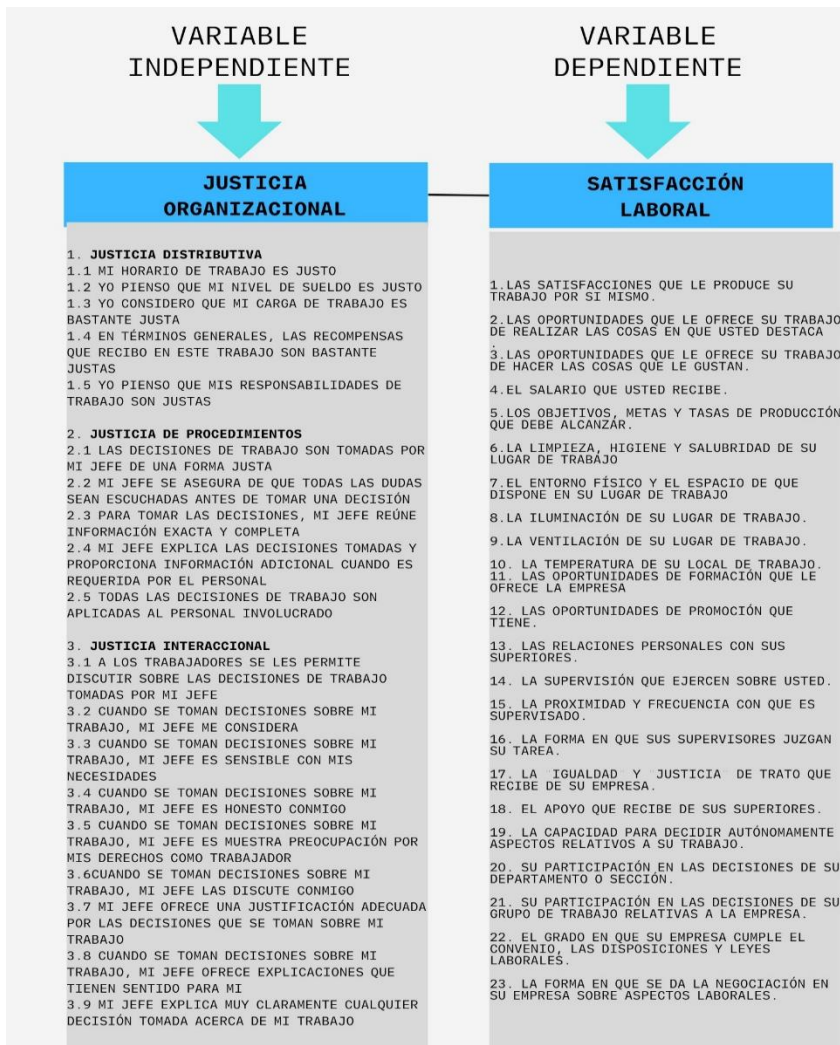 VARIABLE
INDEPENDIENTE
JUSTICIA
ORGANIZACIONAL
1. JUSTICIA DISTRIBUTIVA
1.1 MI HORARIO DE TRABAJO ES JUSTO
1.2 YO PIENSO QUE MI NIVEL DE SUELDO ES JUSTO
1.3 YO CONSIDERO QUE MI CARGA DE TRABAJO ES
BASTANTE JUSTA
1.4 EN TÉRMINOS GENERALES, LAS RECOMPENSAS
QUE RECIBO EN ESTE TRABAJO SON BASTANTE
JUSTAS
1.5 YO PIENSO QUE MIS RESPONSABILIDADES DE
TRABAJO SON JUSTAS
2. JUSTICIA DE PROCEDIMIENTOS
2.1 LAS DECISIONES DE TRABAJO SON TOMADAS POR
MI JEFE DE UNA FORMA JUSTA
2.2 MI JEFE SE ASEGURA DE QUE TODAS LAS DUDAS
SEAN ESCUCHADAS ANTES DE TOMAR UNA DECISIÓN
2.3 PARA TOMAR LAS DECISIONES, MI JEFE REÚNE
INFORMACIÓN EXACTA Y COMPLETA
2.4 MI JEFE EXPLICA LAS DECISIONES TOMADAS Y
PROPORCIONA INFORMACIÓN ADICIONAL CUANDO ES
REQUERIDA POR EL PERSONAL
2.5 TODAS LAS DECISIONES DE TRABAJO SON
APLICADAS AL PERSONAL INVOLUCRADO
3. JUSTICIA INTERACCIONAL
3.1 A LOS TRABAJADORES SE LES PERMITE
DISCUTIR SOBRE LAS DECISIONES DE TRABAJO
TOMADAS POR MI JEFE
3.2 CUANDO SE TOMAN DECISIONES SOBRE MI
TRABAJO, MI JEFE ME CONSIDERA
3.3 CUANDO SE TOMAN DECISIONES SOBRE MI
TRABAJO, MI JEFE ES SENSIBLE CON MIS
NECESIDADES
3.4 CUANDO SE TOMAN DECISIONES SOBRE MI
TRABAJO, MI JEFE ES HONESTO CONMIGO
3.5 CUANDO SE TOMAN DECISIONES SOBRE MI
TRABAJO, MI JEFE ES MUESTRA PREOCUPACIÓN POR
MIS DERECHOS COMO TRABAJADOR
3.6CUANDO SE TOMAN DECISIONES SOBRE MI
TRABAJO, MI JEFE LAS DISCUTE CONMIGO
3.7 MI JEFE OFRECE UNA JUSTIFICACIÓN ADECUADA
POR LAS DECISIONES QUE SE TOMAN SOBRE MI
TRABAJO
3.8 CUANDO SE TOMAN DECISIONES SOBRE MI
TRABAJO, MI JEFE OFRECE EXPLICACIONES QUE
TIENEN SENTIDO PARA MI
3.9 MI JEFE EXPLICA MUY CLARAMENTE CUALQUIER
DECISIÓN TOMADA ACERCA DE MI TRABAJO
VARIABLE
DEPENDIENTE
SATISFACCIÓN
LABORAL
1.LAS SATISFACCIONES QUE LE PRODUCE SU
TRABAJO POR SI MISMO.
2.LAS OPORTUNIDADES QUE LE OFRECE SU TRABAJO
DE REALIZAR LAS COSAS EN QUE USTED DESTACA
.
3.LAS OPORTUNIDADES QUE LE OFRECE SU TRABAJO
DE HACER LAS COSAS QUE LE GUSTAN.
4.EL SALARIO QUE USTED RECIBE.
5.LOS OBJETIVOS, METAS Y TASAS DE PRODUCCIÓN
QUE DEBE ALCANZAR.
6.LA LIMPIEZA, HIGIENE Y SALUBRIDAD DE SU
LUGAR DE TRABAJO
7.EL ENTORNO FÍSICO Y EL ESPACIO DE QUE
DISPONE EN SU LUGAR DE TRABAJO
8.LA ILUMINACIÓN DE SU LUGAR DE TRABAJO.
9.LA VENTILACIÓN DE SU LUGAR DE TRABAJO.
10. LA TEMPERATURA DE SU LOCAL DE TRABAJO.
11. LAS OPORTUNIDADES DE FORMACIÓN QUE LE
OFRECE LA EMPRESA
12. LAS OPORTUNIDADES DE PROMOCIÓN QUE
TIENE.
13. LAS RELACIONES PERSONALES CON SUS
SUPERIORES.
14. LA SUPERVISIÓN QUE EJERCEN SOBRE USTED.
15. LA PROXIMIDAD Y FRECUENCIA CON QUE ES
SUPERVISADO.
16. LA FORMA EN QUE SUS SUPERVISORES JUZGAN
SU TAREA.
17. LA IGUALDAD Y JUSTICIA DE TRATO QUE
RECIBE DE SU EMPRESA.
18. EL APOYO QUE RECIBE DE SUS SUPERIORES.
19. LA CAPACIDAD PARA DECIDIR AUTÓNOMAMENTE
ASPECTOS RELATIVOS A SU TRABAJO.
20. SU PARTICIPACIÓN EN LAS DECISIONES DE SU
DEPARTAMENTO O SECCIÓN.
21. SU PARTICIPACIÓN EN LAS DECISIONES DE SU
GRUPO DE TRABAJO RELATIVAS A LA EMPRESA.
22. EL GRADO EN QUE SU EMPRESA CUMPLE EL
CONVENIO, LAS DISPOSICIONES Y LEYES
LABORALES.
23. LA FORMA EN QUE SE DA LA NEGOCIACIÓN EN
SU EMPRESA SOBRE ASPECTOS LABORALES.